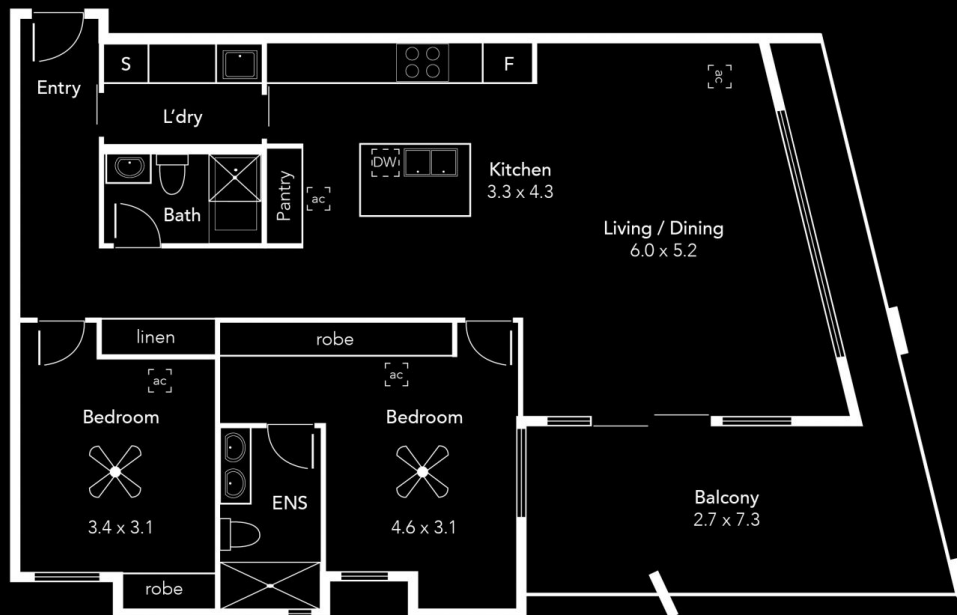 S
F
Entry
ac
L'dry
DW
Kitchen
3.3 x 4.3
Pantry
ac
Bath
Living / Dining
6.0 x 5.2
linen
robe
ac
ac
Bedroom
Bedroom
ENS
Balcony
2.7 x 7.3
3.4 x 3.1
4.6 x 3.1
robe